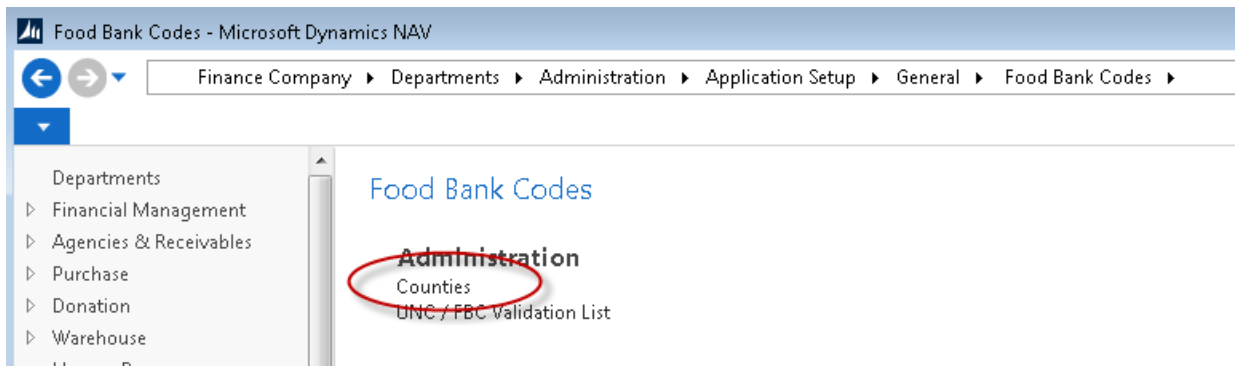 Food Bank Codes - Microsoft Dynamics NAV
Finance Company ▸ Departments ▸ Administration ▸ Application Setup ▸ General ▸ Food Bank Codes ▸
Departments
Financial Management
Agencies & Receivables
Purchase
Donation
Warehouse
Food Bank Codes
Administration
Counties
UNC / FBC Validation List